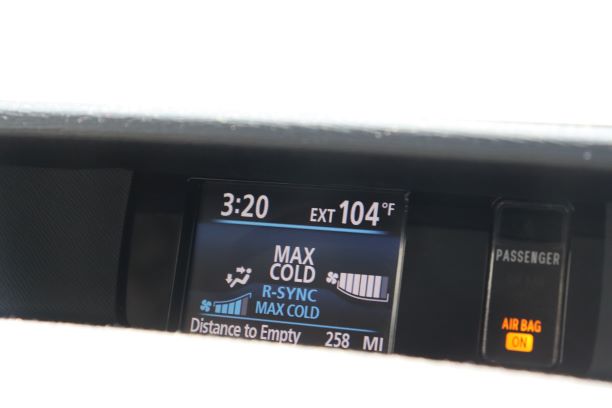 3:20 EXT 104°F
MAX
COLD
R-SYNC
MAX COLD
Distance to Empty 258 MI
PASSENGER
AIR BAG
ON